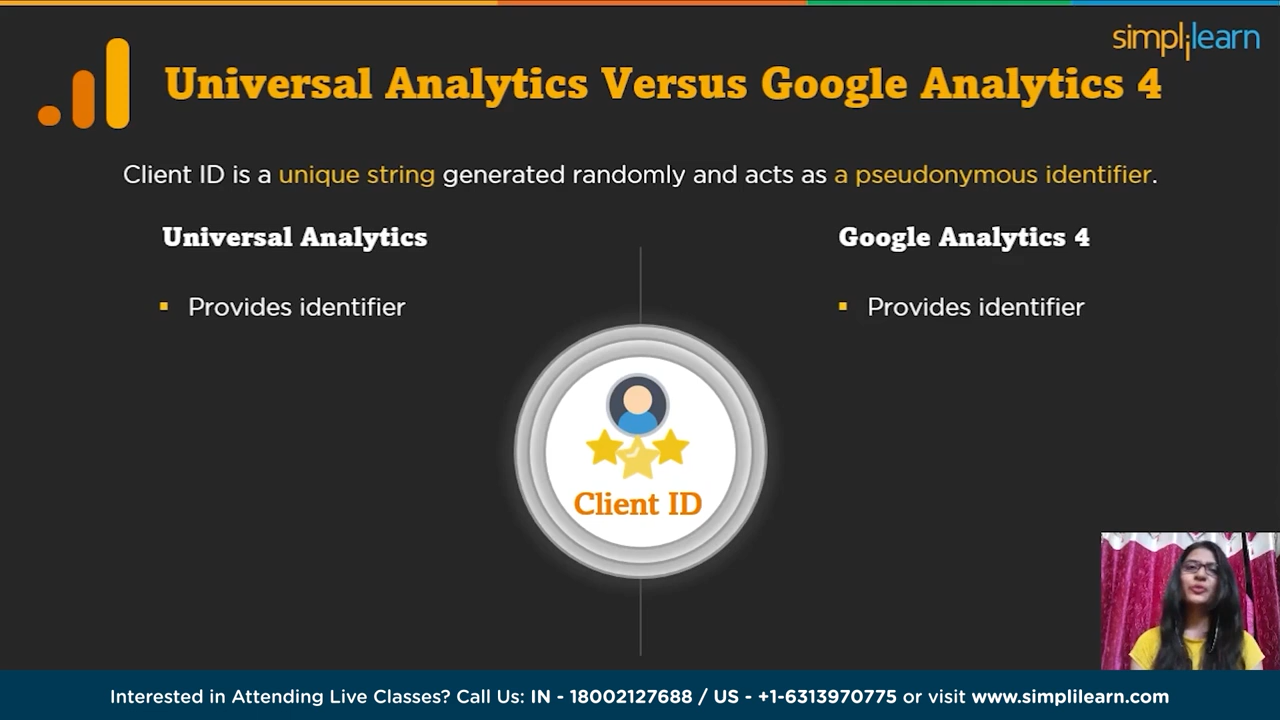 simplilearn
Universal Analytics Versus Google Analytics 4
Client ID is a unique string generated randomly and acts as a pseudonymous identifier.
Universal Analytics
Google Analytics 4
Provides identifier
Provides identifier
Client ID
Interested in Attending Live Classes? Call Us: IN - 18002127688 / US - +1-6313970775 or visit www.simplilearn.com